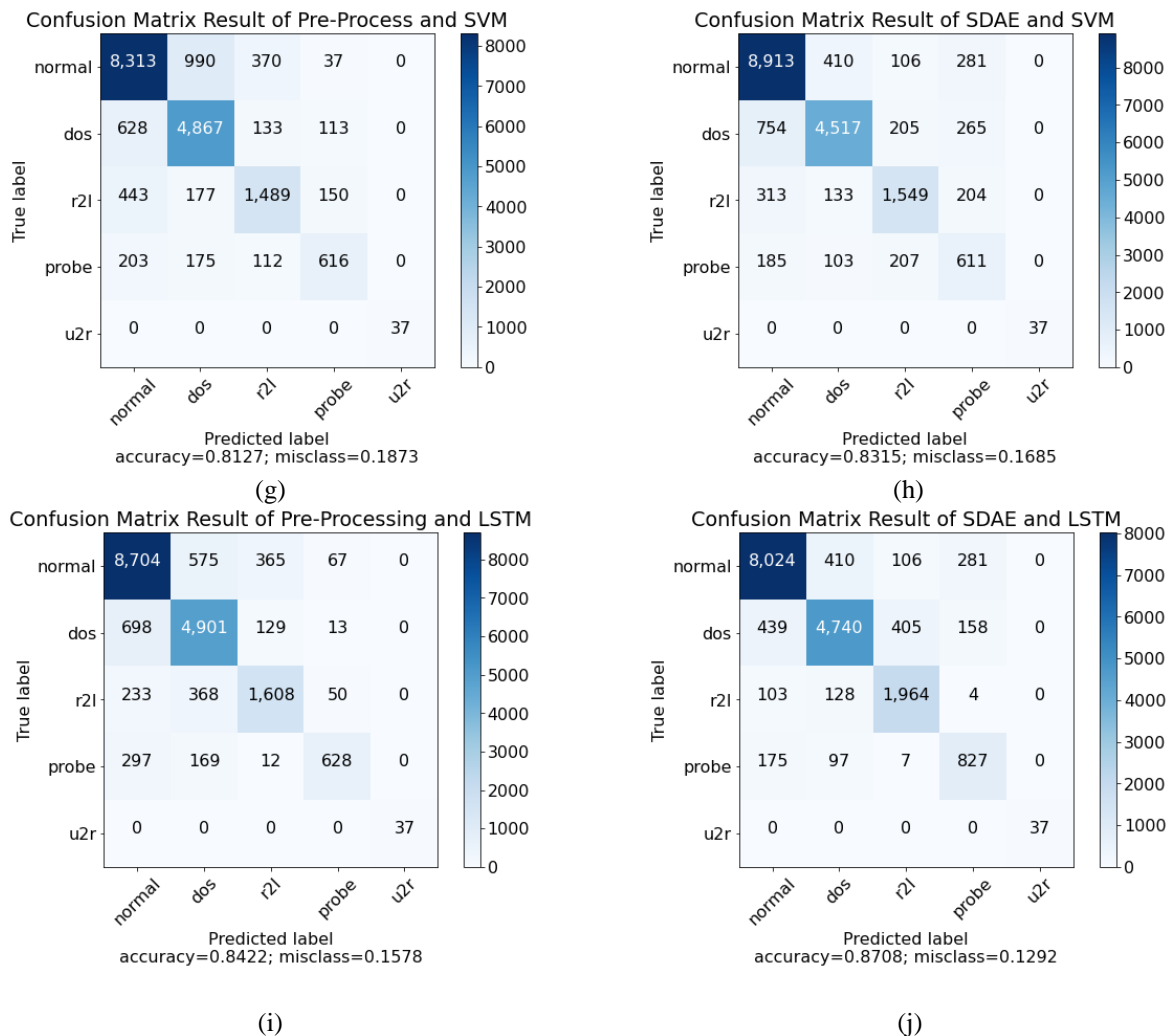 Confusion Matrix Result of Pre-Process and SVM
normal 8,313 990 370 37 0
dos 628 4,867 133 113 0
r2l 443 177 1,489 150 0
probe 203 175 112 616 0
u2r 0 0 0 0 37
True label
normal dos r2l probe u2r
8000
7000
6000
5000
4000
3000
2000
1000
0
Predicted label
accuracy=0.8127; misclass=0.1873
(g)
Confusion Matrix Result of SDAE and SVM
normal 8,913 410 106 281 0
dos 754 4,517 205 265 0
r2l 313 133 1,549 204 0
probe 185 103 207 611 0
u2r 0 0 0 0 37
True label
normal dos r2l probe u2r
8000
7000
6000
5000
4000
3000
2000
1000
0
Predicted label
accuracy=0.8315; misclass=0.1685
(h)
Confusion Matrix Result of Pre-Processing and LSTM
normal 8,704 575 365 67 0
dos 698 4,901 129 13 0
r2l 233 368 1,608 50 0
probe 297 169 12 628 0
u2r 0 0 0 0 37
True label
normal dos r2l probe u2r
8000
7000
6000
5000
4000
3000
2000
1000
0
Predicted label
accuracy=0.8422; misclass=0.1578
(i)
Confusion Matrix Result of SDAE and LSTM
normal 8,024 410 106 281 0
dos 439 4,740 405 158 0
r2l 103 128 1,964 4 0
probe 175 97 7 827 0
u2r 0 0 0 0 37
True label
normal dos r2l probe u2r
8000
7000
6000
5000
4000
3000
2000
1000
0
Predicted label
accuracy=0.8708; misclass=0.1292
(j)